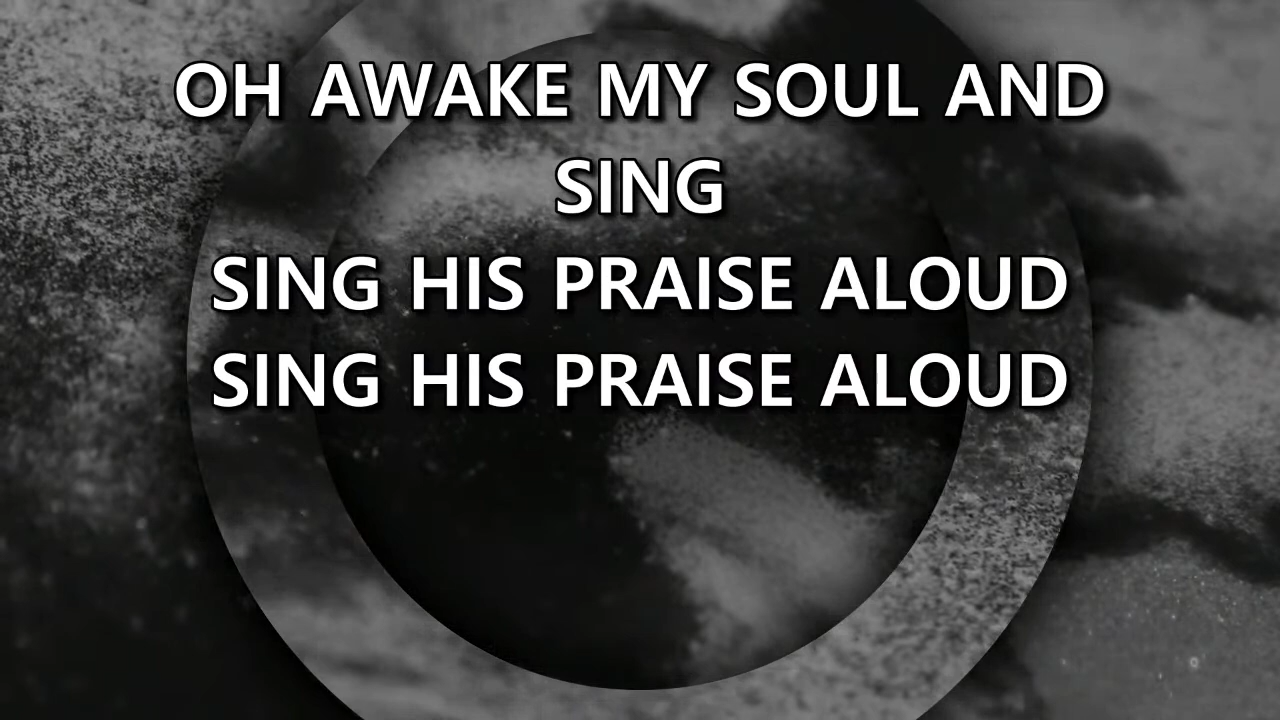 OH AWAKE MY SOUL AND
SING
SING HIS PRAISE ALOUD
SING HIS PRAISE ALOUD